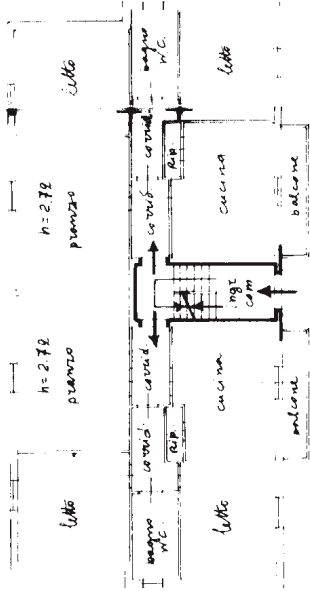 h=2.72
h=2.72
letto
pranzo
pranzo
letto
bagno
W.C.
corrid
corrid
corrid
corrid
bagno
W.C.
Rip.
Rip.
letto
cucina
ingr
com
cucina
letto
balcone
balcone